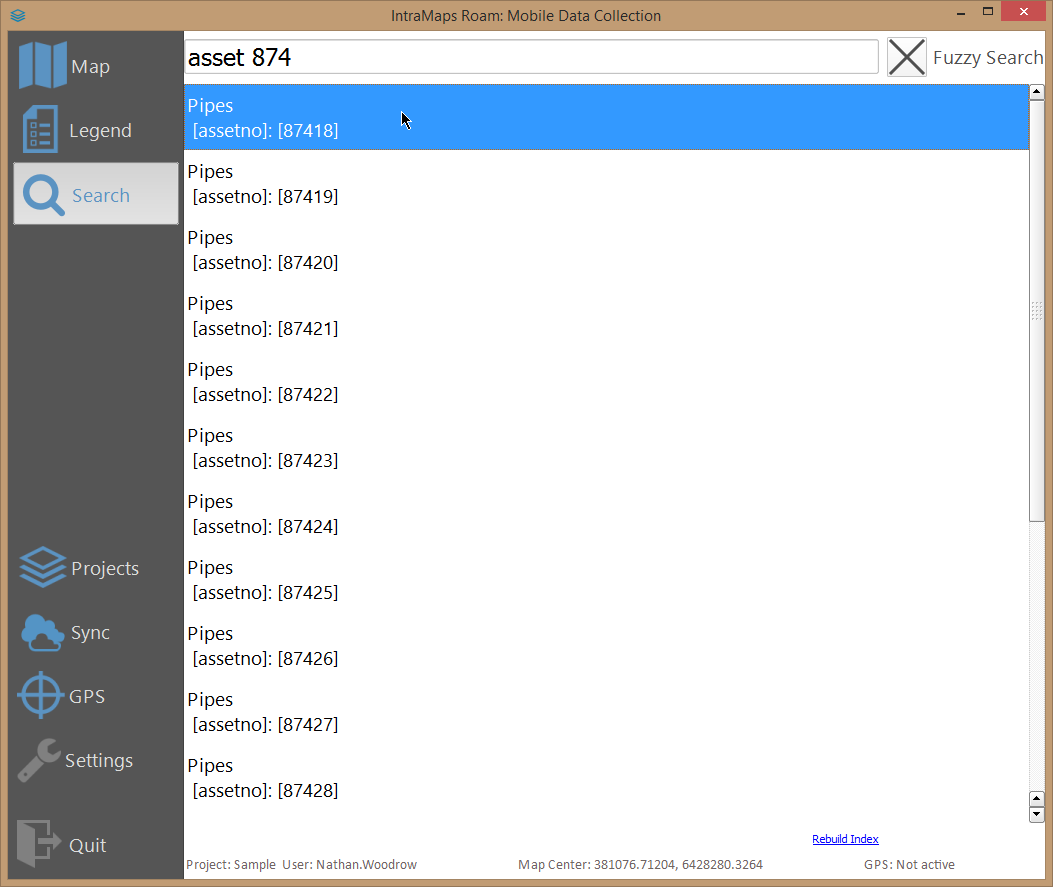 IntraMaps Roam: Mobile Data Collection
Map
Legend
Search
Projects
Sync
GPS
Settings
Quit
asset 874
Fuzzy Search
Pipes
[assetno]: [87418]
Pipes
[assetno]: [87419]
Pipes
[assetno]: [87420]
Pipes
[assetno]: [87421]
Pipes
[assetno]: [87422]
Pipes
[assetno]: [87423]
Pipes
[assetno]: [87424]
Pipes
[assetno]: [87425]
Pipes
[assetno]: [87426]
Pipes
[assetno]: [87427]
Pipes
[assetno]: [87428]
Rebuild Index
Project: Sample User: Nathan.Woodrow Map Center: 381076.71204, 6428280.3264 GPS: Not active